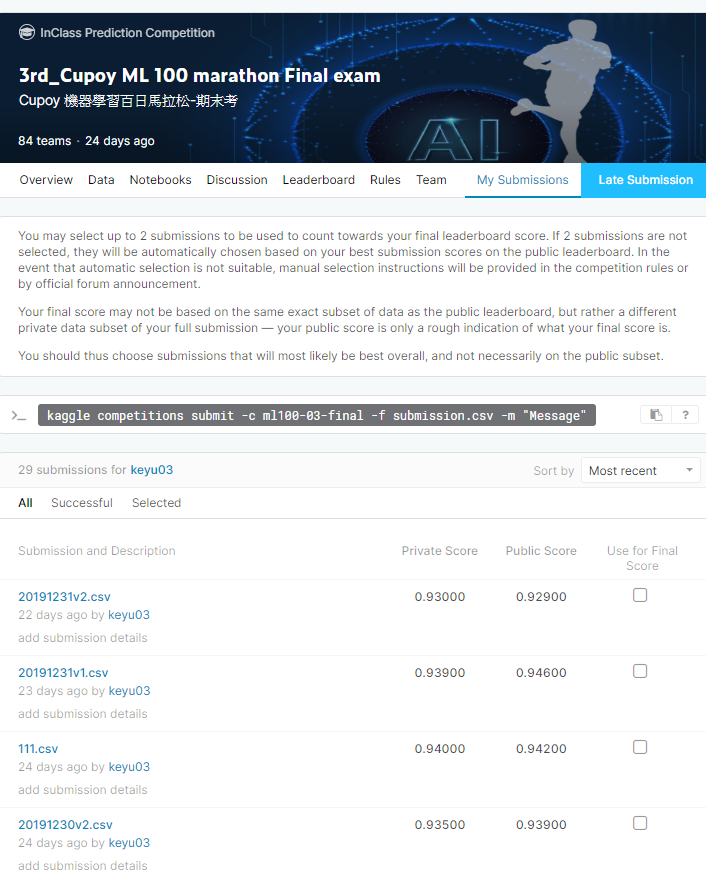 InClass Prediction Competition
3rd_Cupoy ML 100 marathon Final exam
Cupoy 機器學習百日馬拉松-期末考
AI
84 teams · 24 days ago
Overview Data Notebooks Discussion Leaderboard Rules Team My Submissions Late Submission
You may select up to 2 submissions to be used to count towards your final leaderboard score. If 2 submissions are not
selected, they will be automatically chosen based on your best submission scores on the public leaderboard. In the
event that automatic selection is not suitable, manual selection instructions will be provided in the competition rules or
by official forum announcement.
Your final score may not be based on the same exact subset of data as the public leaderboard, but rather a different
private data subset of your full submission — your public score is only a rough indication of what your final score is.
You should thus choose submissions that will most likely be best overall, and not necessarily on the public subset.
>_ kaggle competitions submit -c ml100-03-final -f submission.csv -m "Message" ?
29 submissions for keyu03 Sort by Most recent
All Successful Selected
Submission and Description Private Score Public Score Use for Final
Score
20191231v2.csv 0.93000 0.92900
22 days ago by keyu03
add submission details
20191231v1.csv 0.93900 0.94600
23 days ago by keyu03
add submission details
111.csv 0.94000 0.94200
24 days ago by keyu03
add submission details
20191230v2.csv 0.93500 0.93900
24 days ago by keyu03
add submission details